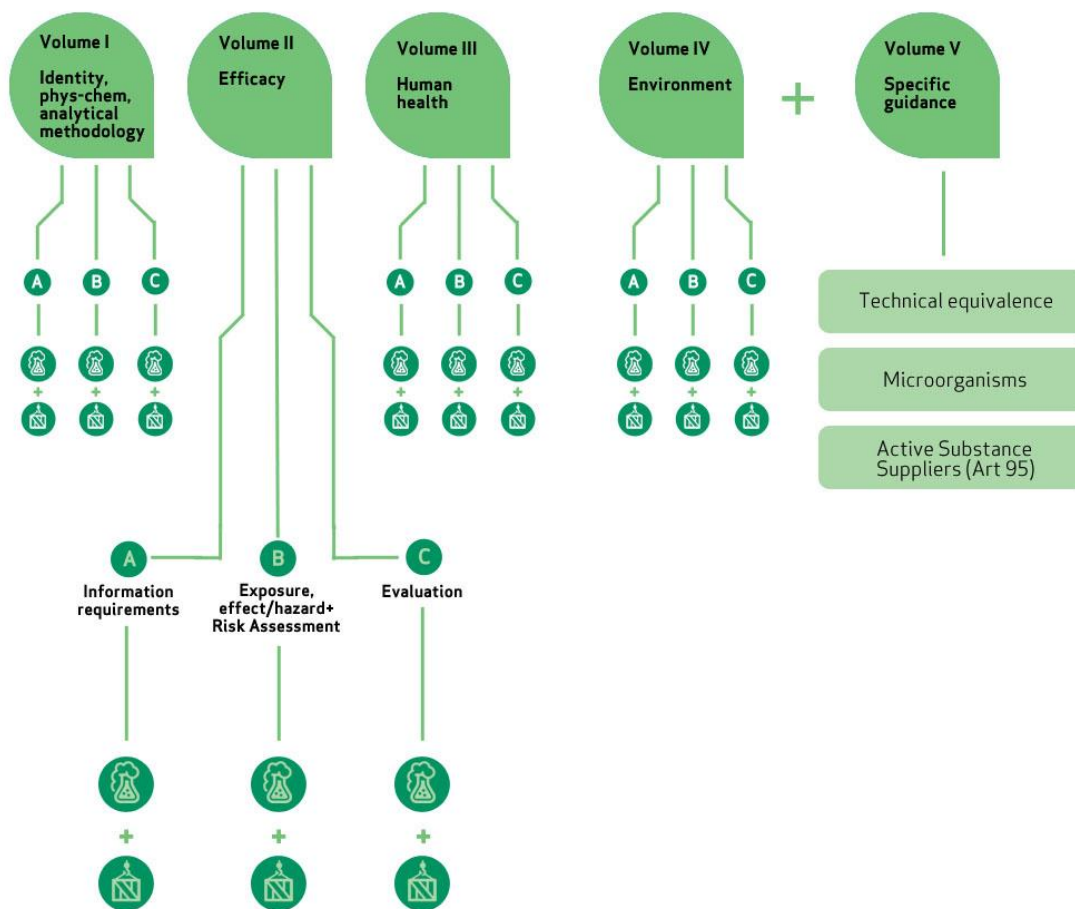 Volume I
Identity,
phys-chem,
analytical
methodology
Volume II
Efficacy
Volume III
Human
health
Volume IV
Environment
+
Volume V
Specific
guidance
A
B
C
A
B
C
A
B
C
+
+
+
+
+
+
+
+
+
Technical equivalence
Microorganisms
Active Substance
Suppliers (Art 95)
A
Information
requirements
B
Exposure,
effect/hazard+
Risk Assessment
C
Evaluation
+
+
+